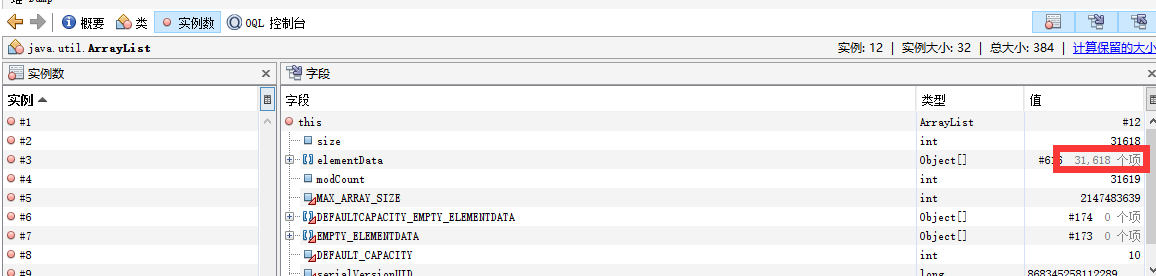 Dump
概要 类 实例数 OQL 控制台
java.util.ArrayList 实例: 12 | 实例大小: 32 | 总大小: 384 | 计算保留的大小
实例数 字段
实例 字段 类型 值
#1 this ArrayList #12
#2 size int 31618
#3 elementData Object[] 31,618 个项
#4 modCount int 31619
#5 MAX_ARRAY_SIZE int 2147483639
#6 DEFAULTCAPACITY_EMPTY_ELEMENTDATA Object[] #174 0 个项
#7 EMPTY_ELEMENTDATA Object[] #173 0 个项
#8 DEFAULT_CAPACITY int 10
#9 serialVersionUID long 868345258112289